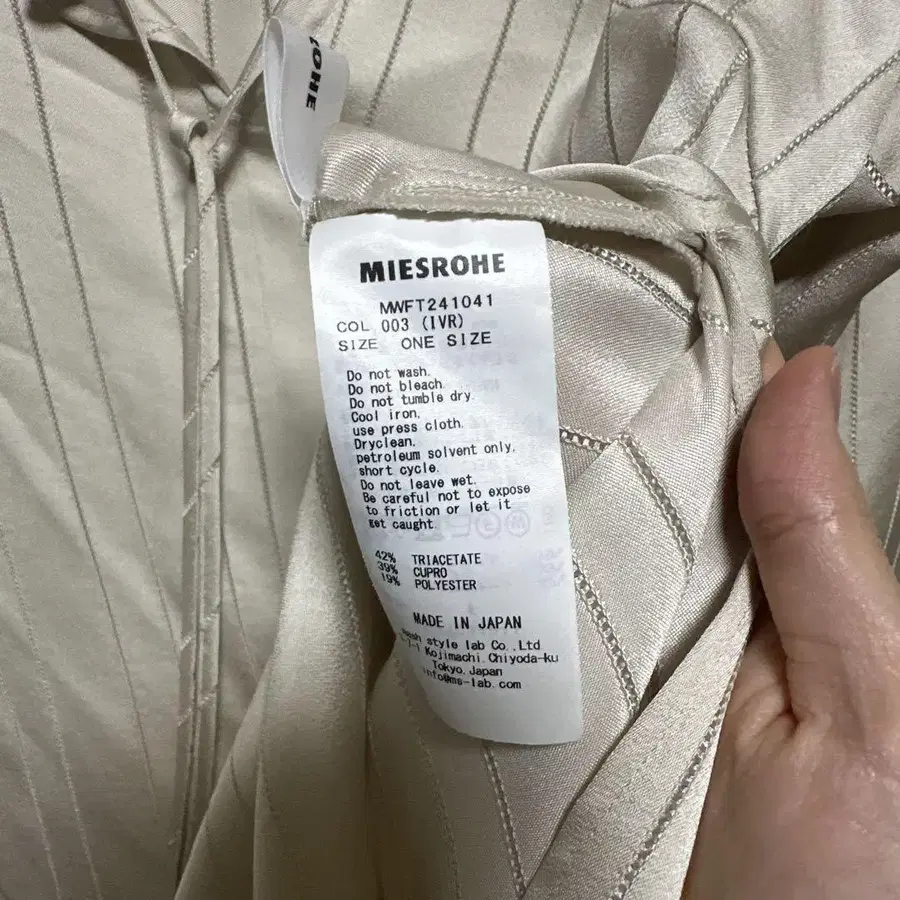 ROHE
MIESROHE
MWFT241041
COL 003 (IVR)
SIZE ONE SIZE
Do not wash.
Do not bleach.
Do not tumble dry.
Cool iron,
use press cloth.
Dryclean,
petroleum solvent only,
short cycle.
Do not leave wet.
Be careful not to expose
to friction or let it
get caught.
42% TRIACETATE
39% CUPRO
19% POLYESTER
MADE IN JAPAN
style lab Co.,Ltd.
Kojimachi,Chiyoda-ku
Tokyo,Japan
info@ms-lab.com